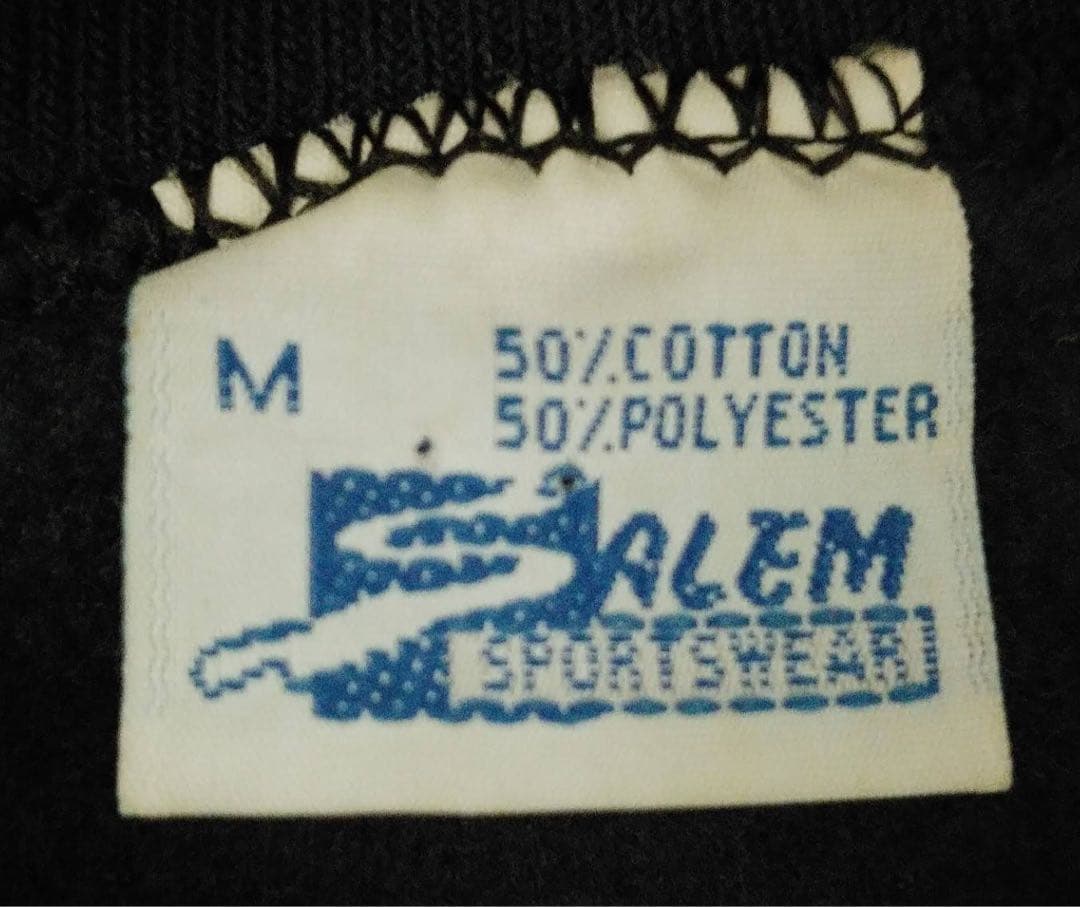 M
50% COTTON
50% POLYESTER
SALEM
SPORTSWEAR